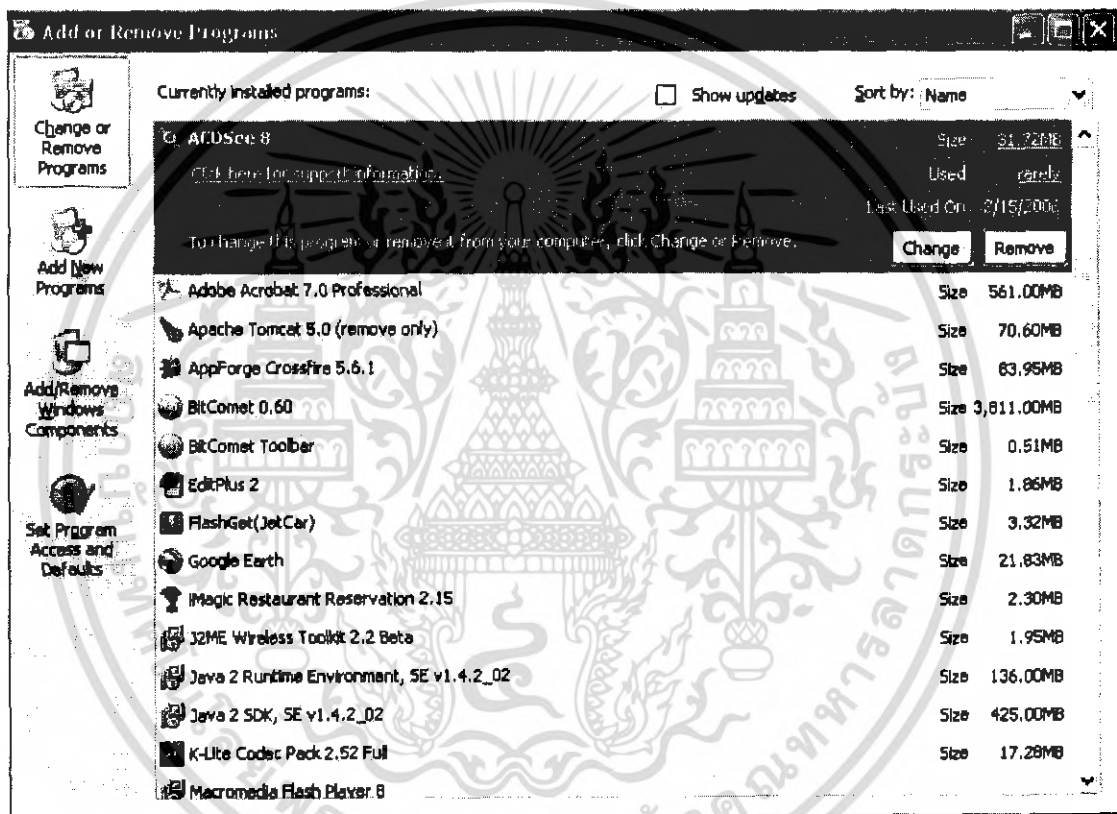 Add or Remove Programs
Change or Remove Programs
Add New Programs
Add/Remove Windows Components
Set Program Access and Defaults
Currently installed programs:
Show updates
Sort by: Name
ACDSee 8 Size 31.72MB
Click here for support information. Used rarely
Last Used On 2/15/2006
To change this program or remove it from your computer, click Change or Remove.
Change Remove
Adobe Acrobat 7.0 Professional Size 561.00MB
Apache Tomcat 5.0 (remove only) Size 70.60MB
AppForge Crossfire 5.6.1 Size 83.95MB
BitComet 0.60 Size 3,811.00MB
BitComet Toolbar Size 0.51MB
EditPlus 2 Size 1.86MB
FlashGet(JetCar) Size 3.32MB
Google Earth Size 21.83MB
iMagic Restaurant Reservation 2.15 Size 2.30MB
J2ME Wireless Toolkit 2.2 Beta Size 1.95MB
Java 2 Runtime Environment, SE v1.4.2_02 Size 136.00MB
Java 2 SDK, SE v1.4.2_02 Size 425.00MB
K-Lite Codec Pack 2.52 Full Size 17.28MB
Macromedia Flash Player 8